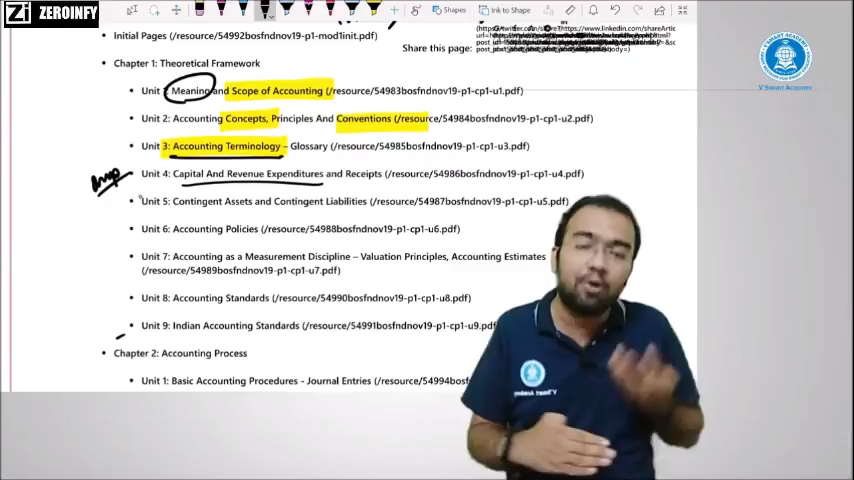 Zi ZEROINFY
Shapes
Ink to Shape
Initial Pages (/resource/54992bosfndnov19-p1-mod1init.pdf)
Share this page:
Chapter 1: Theoretical Framework
Unit 1: Meaning and Scope of Accounting (/resource/54983bosfndnov19-p1-cp1-u1.pdf)
Unit 2: Accounting Concepts, Principles And Conventions (/resource/54984bosfndnov19-p1-cp1-u2.pdf)
Unit 3: Accounting Terminology – Glossary (/resource/54985bosfndnov19-p1-cp1-u3.pdf)
Imp
Unit 4: Capital And Revenue Expenditures and Receipts (/resource/54986bosfndnov19-p1-cp1-u4.pdf)
Unit 5: Contingent Assets and Contingent Liabilities (/resource/54987bosfndnov19-p1-cp1-u5.pdf)
Unit 6: Accounting Policies (/resource/54988bosfndnov19-p1-cp1-u6.pdf)
Unit 7: Accounting as a Measurement Discipline – Valuation Principles, Accounting Estimates
(/resource/54989bosfndnov19-p1-cp1-u7.pdf)
Unit 8: Accounting Standards (/resource/54990bosfndnov19-p1-cp1-u8.pdf)
Unit 9: Indian Accounting Standards (/resource/54991bosfndnov19-p1-cp1-u9.pdf)
Chapter 2: Accounting Process
Unit 1: Basic Accounting Procedures - Journal Entries (/resource/54994bosf
V'SMART ACADEMY
V'Smart Academy